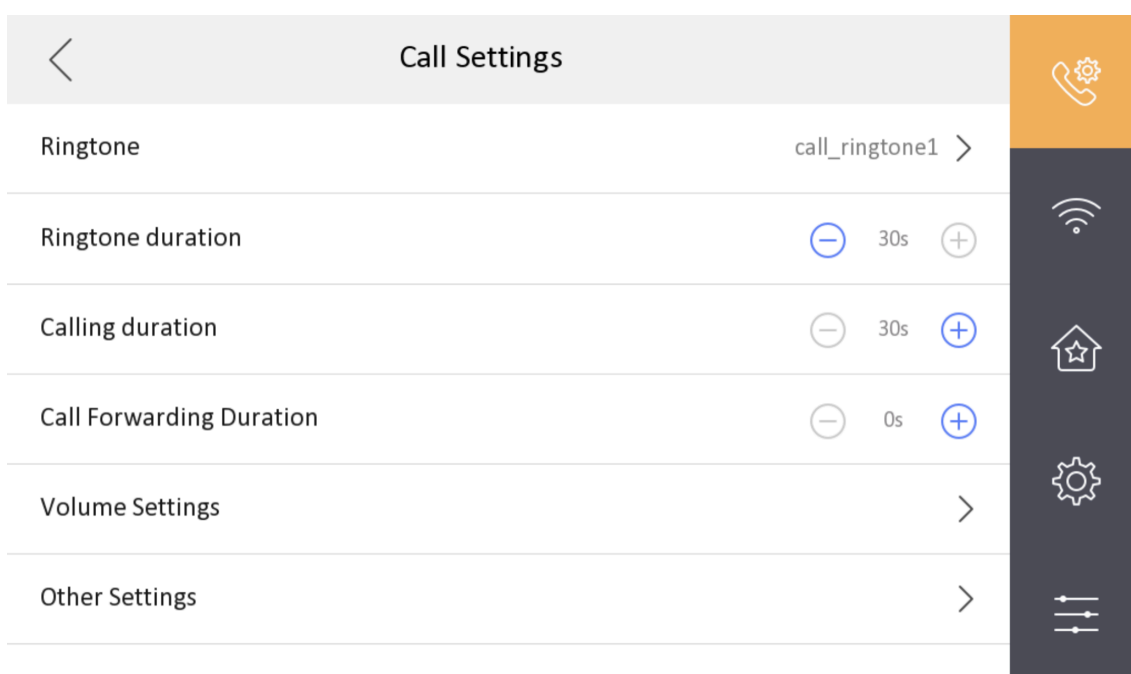 Call Settings
Ringtone call_ringtone1
Ringtone duration 30s
Calling duration 30s
Call Forwarding Duration 0s
Volume Settings
Other Settings